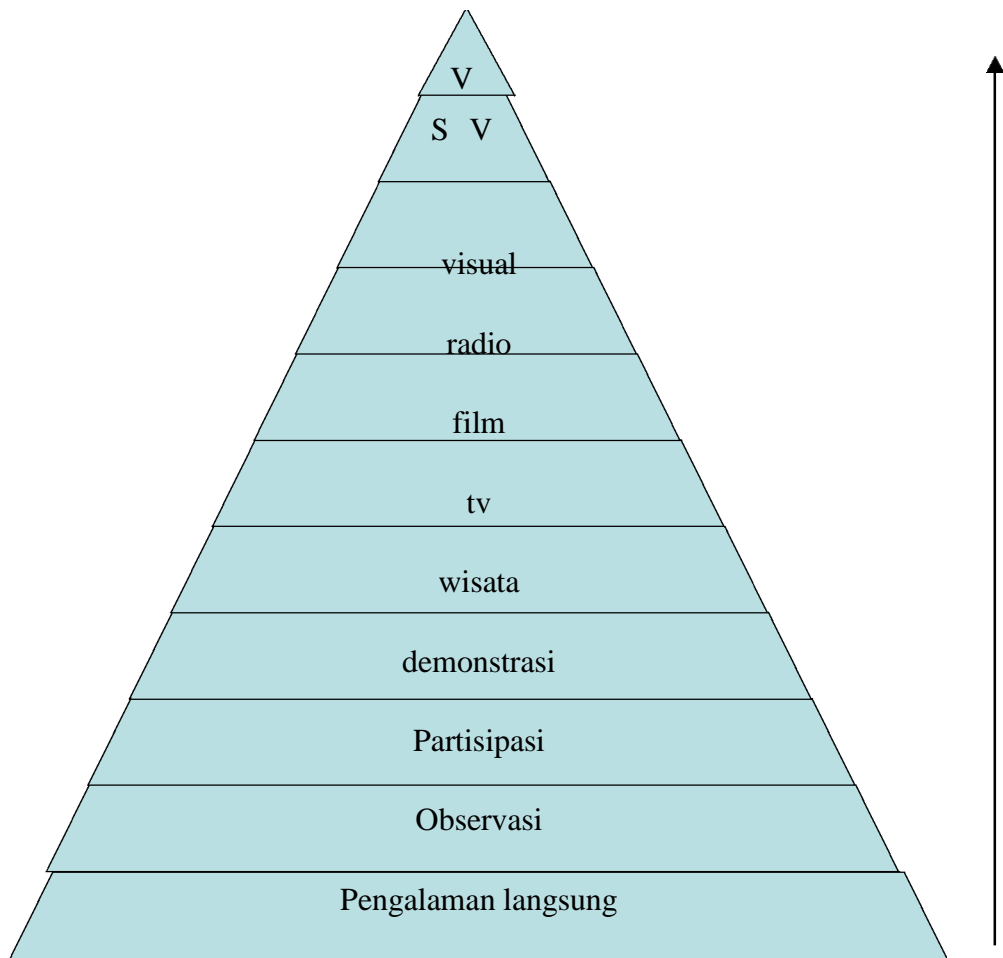 V
S V
visual
radio
film
tv
wisata
demonstrasi
Partisipasi
Observasi
Pengalaman langsung